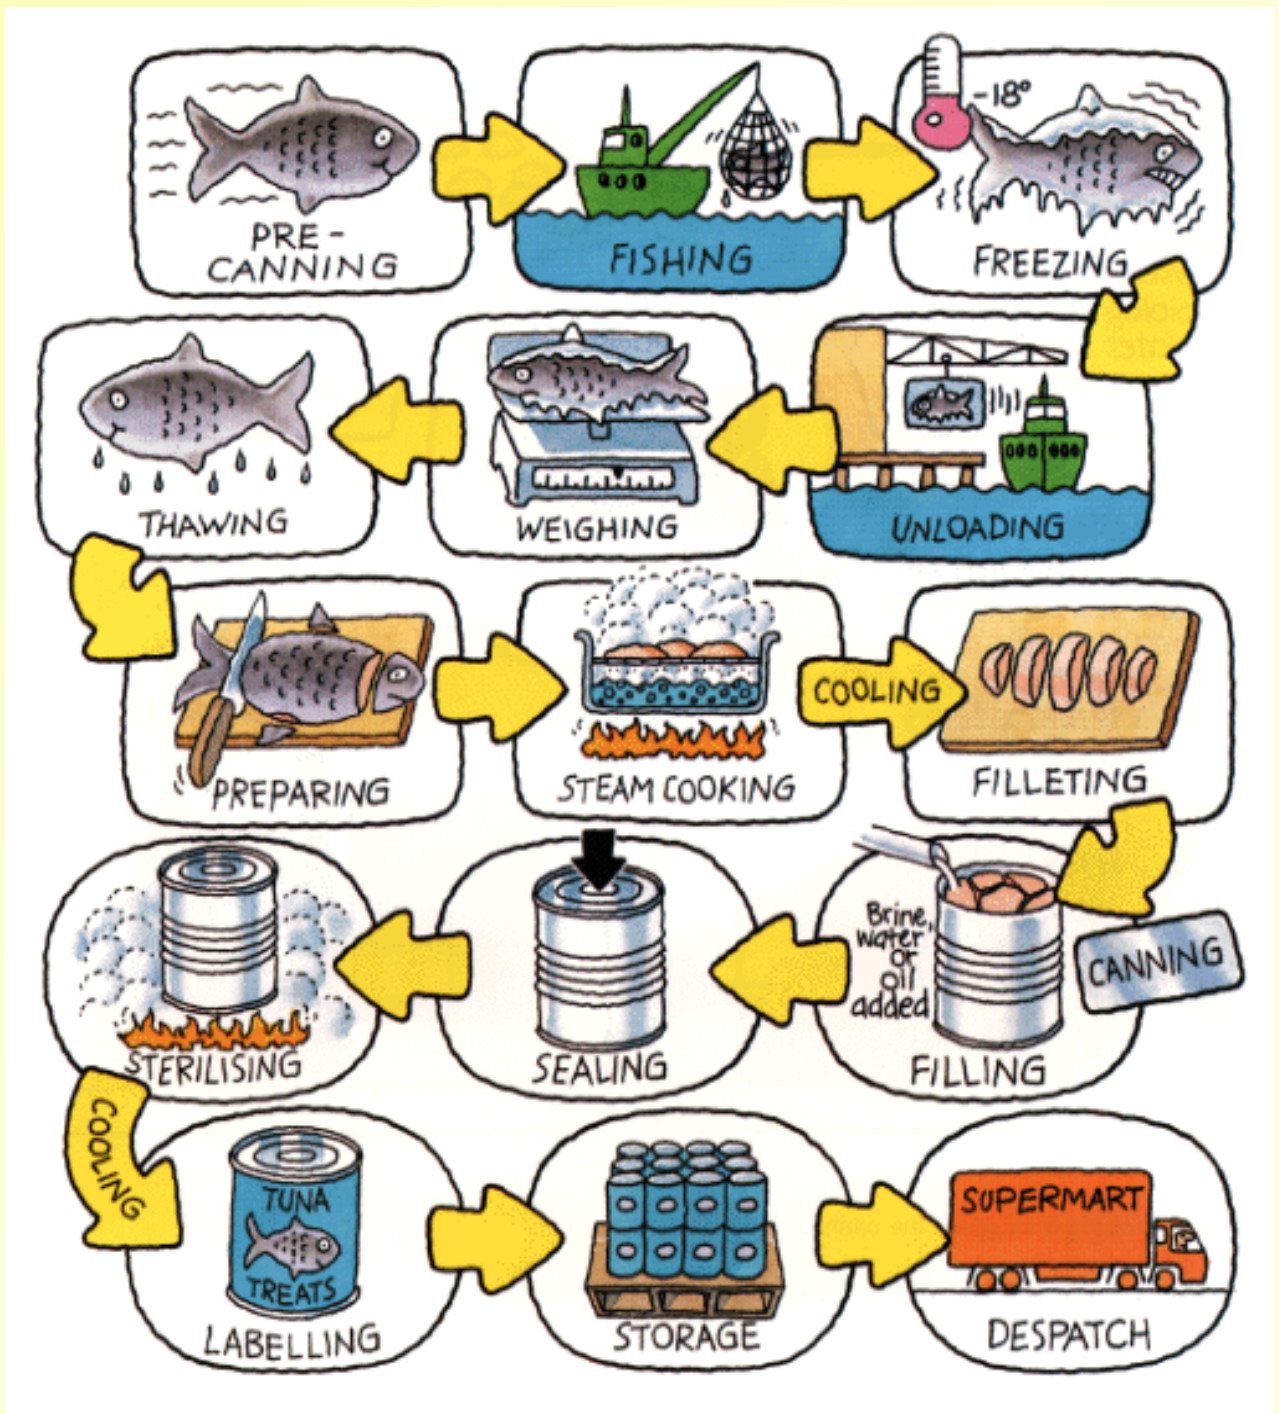 PRE-
CANNING
FISHING
-18°
FREEZING
UNLOADING
WEIGHING
THAWING
PREPARING
STEAM COOKING
COOLING
FILLETING
CANNING
Brine,
water
or
oil
added
FILLING
SEALING
STERILISING
COOLING
TUNA
TREATS
LABELLING
STORAGE
SUPERMART
DESPATCH